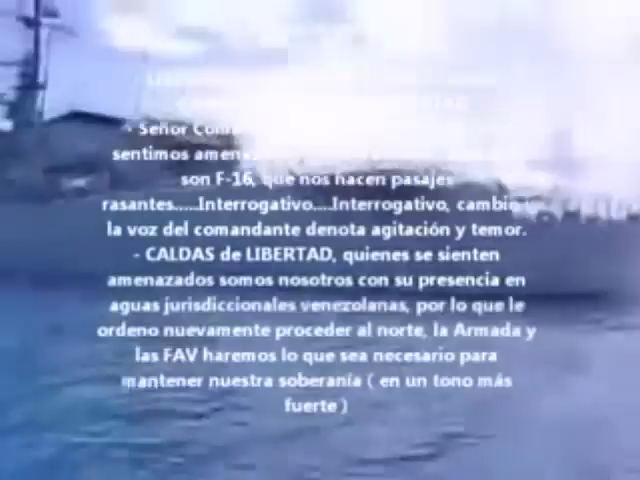 - Señor
sentimos
son F-16, que nos hacen pasajes
rasantes.....Interrogativo....Interrogativo, cambio y
la voz del comandante denota agitación y temor.
- CALDAS de LIBERTAD, quienes se sienten
amenazados somos nosotros con su presencia en
aguas jurisdiccionales venezolanas, por lo que le
ordeno nuevamente proceder al norte, la Armada y
las FAV haremos lo que sea necesario para
mantener nuestra soberanía ( en un tono más
fuerte )